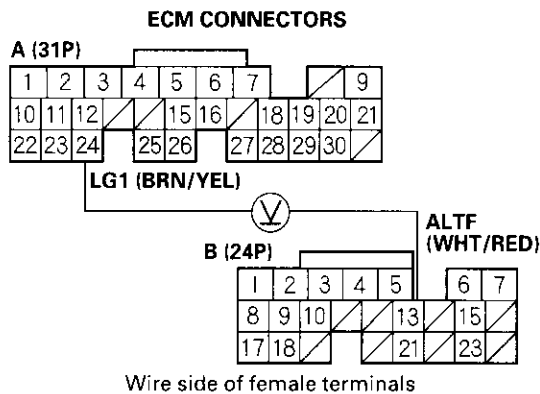 ECM CONNECTORS
A (31P)
1 2 3 4 5 6 7 9
10 11 12 15 16 18 19 20 21
22 23 24 25 26 27 28 29 30
LG1 (BRN/YEL)
V
ALTF
(WHT/RED)
B (24P)
1 2 3 4 5 6 7
8 9 10 13 15
17 18 21 23
Wire side of female terminals